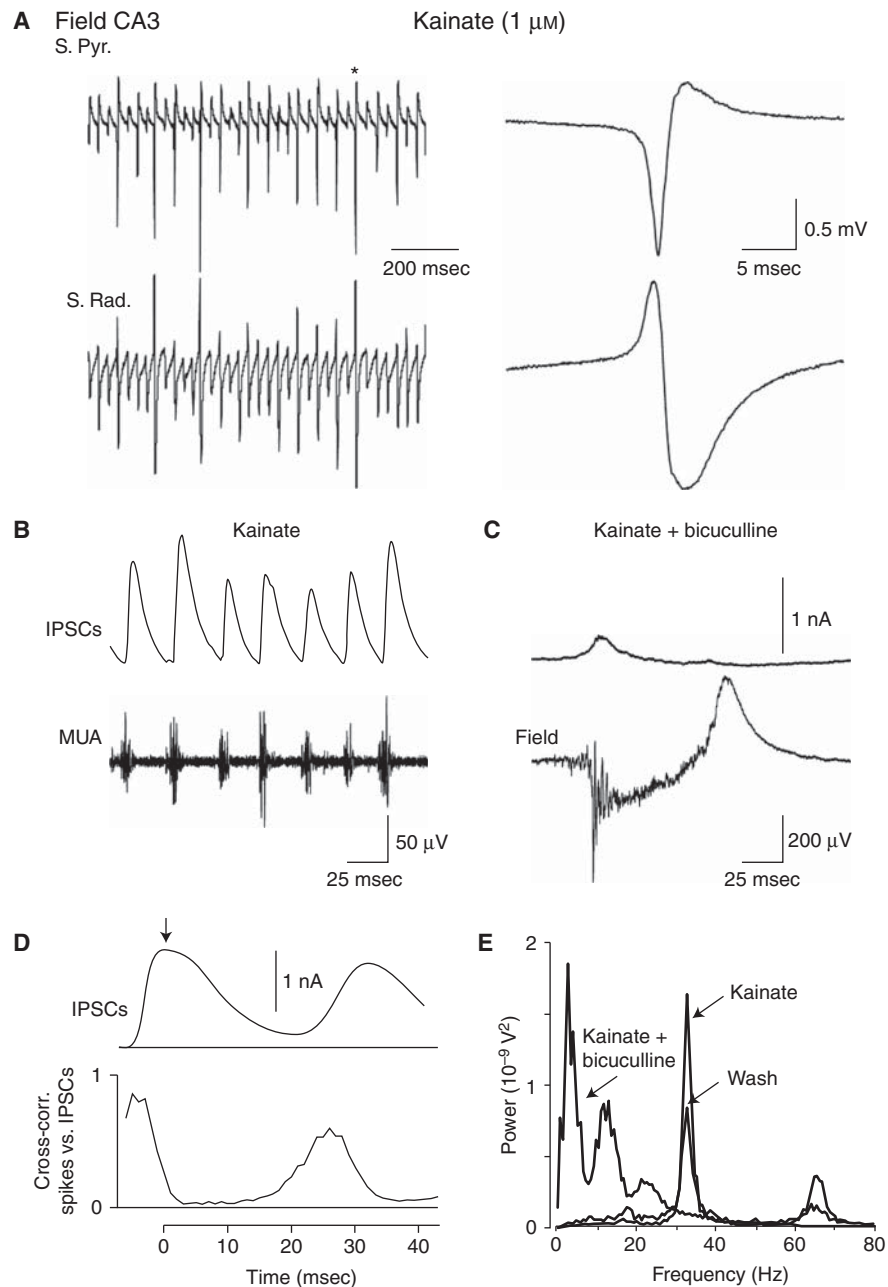 A Field CA3 Kainate (1 μM)
S. Pyr.
*
200 msec
0.5 mV
5 msec
S. Rad.
B Kainate
IPSCs
MUA
50 μV
25 msec
C Kainate + bicuculline
1 nA
Field
200 μV
25 msec
D
IPSCs
1 nA
Cross-corr.
spikes vs. IPSCs
1
0
0 10 20 30 40
Time (msec)
E
Power (10⁻⁹ V²)
2
1
0
Kainate
Kainate +
bicuculline
Wash
0 20 40 60 80
Frequency (Hz)